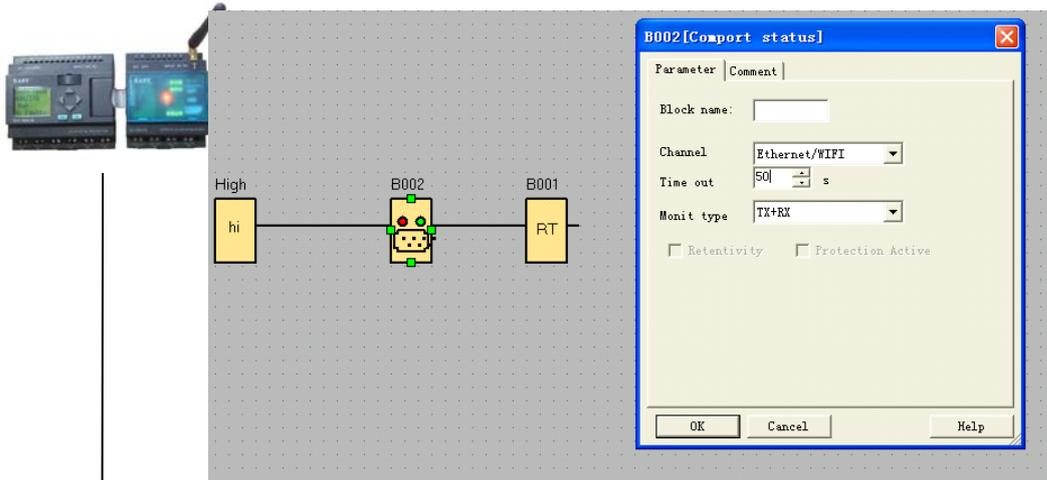 B002[Comport status]
Parameter
Comment
Block name:
Channel
Ethernet/WIFI
Time out
50
s
Monit type
TX+RX
Retentivity
Protection Active
OK
Cancel
Help
High
B002
B001
hi
RT